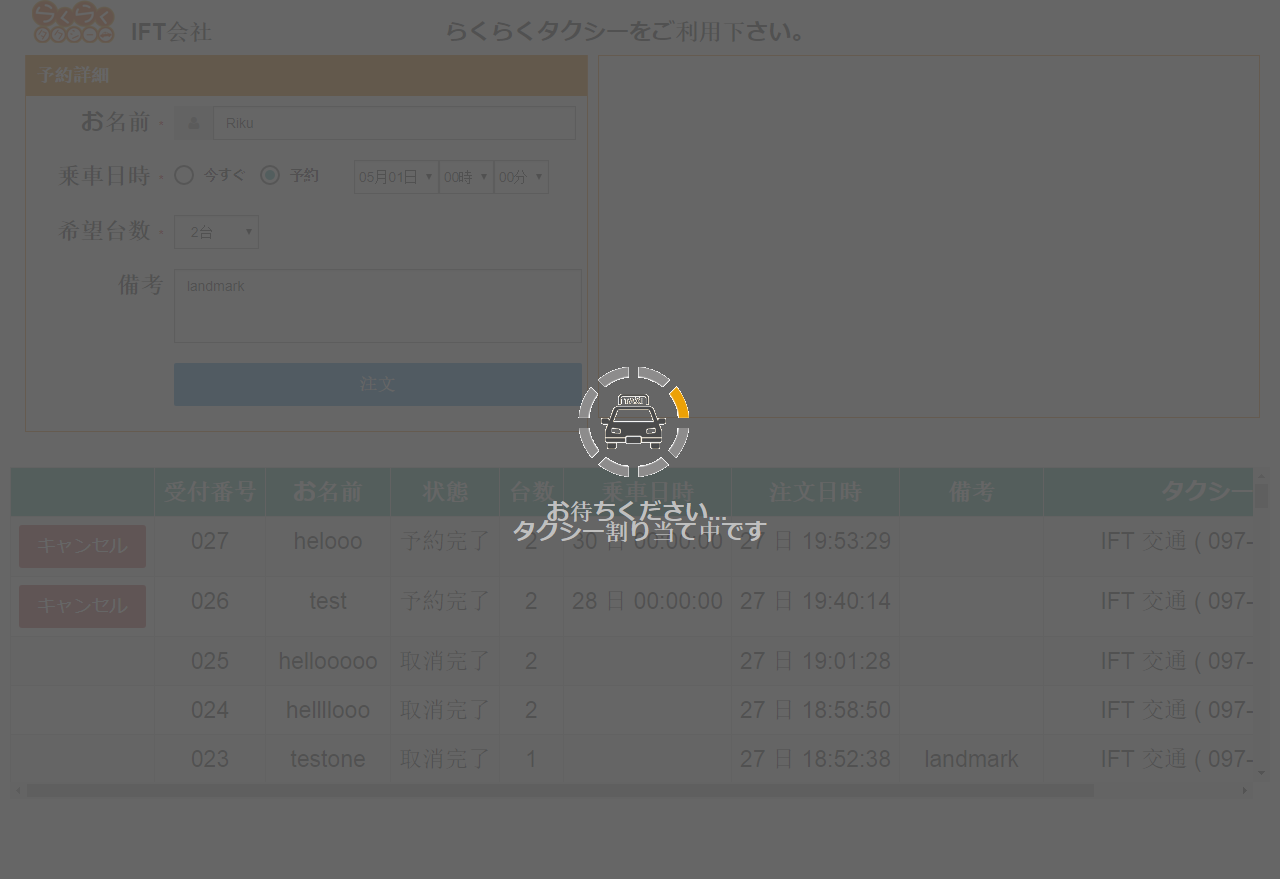 らくらく
タクシー
IFT会社
らくらくタクシーをご利用下さい。
予約詳細
お名前 *
Riku
乗車日時 *
今すぐ
予約
05月01日
00時
00分
希望台数 *
2台
備考
landmark
注文
TAXI
受付番号 お名前 状態 台数 乗車日時 注文日時 備考 タクシー
お待ちください...
タクシー割り当て中です
キャンセル 027 helooo 予約完了 2 30 日 00:00:00 27 日 19:53:29 IFT 交通 ( 097-
キャンセル 026 test 予約完了 2 28 日 00:00:00 27 日 19:40:14 IFT 交通 ( 097-
025 hellooooo 取消完了 2 27 日 19:01:28 IFT 交通 ( 097-
024 hellllooo 取消完了 2 27 日 18:58:50 IFT 交通 ( 097-
023 testone 取消完了 1 27 日 18:52:38 landmark IFT 交通 ( 097-